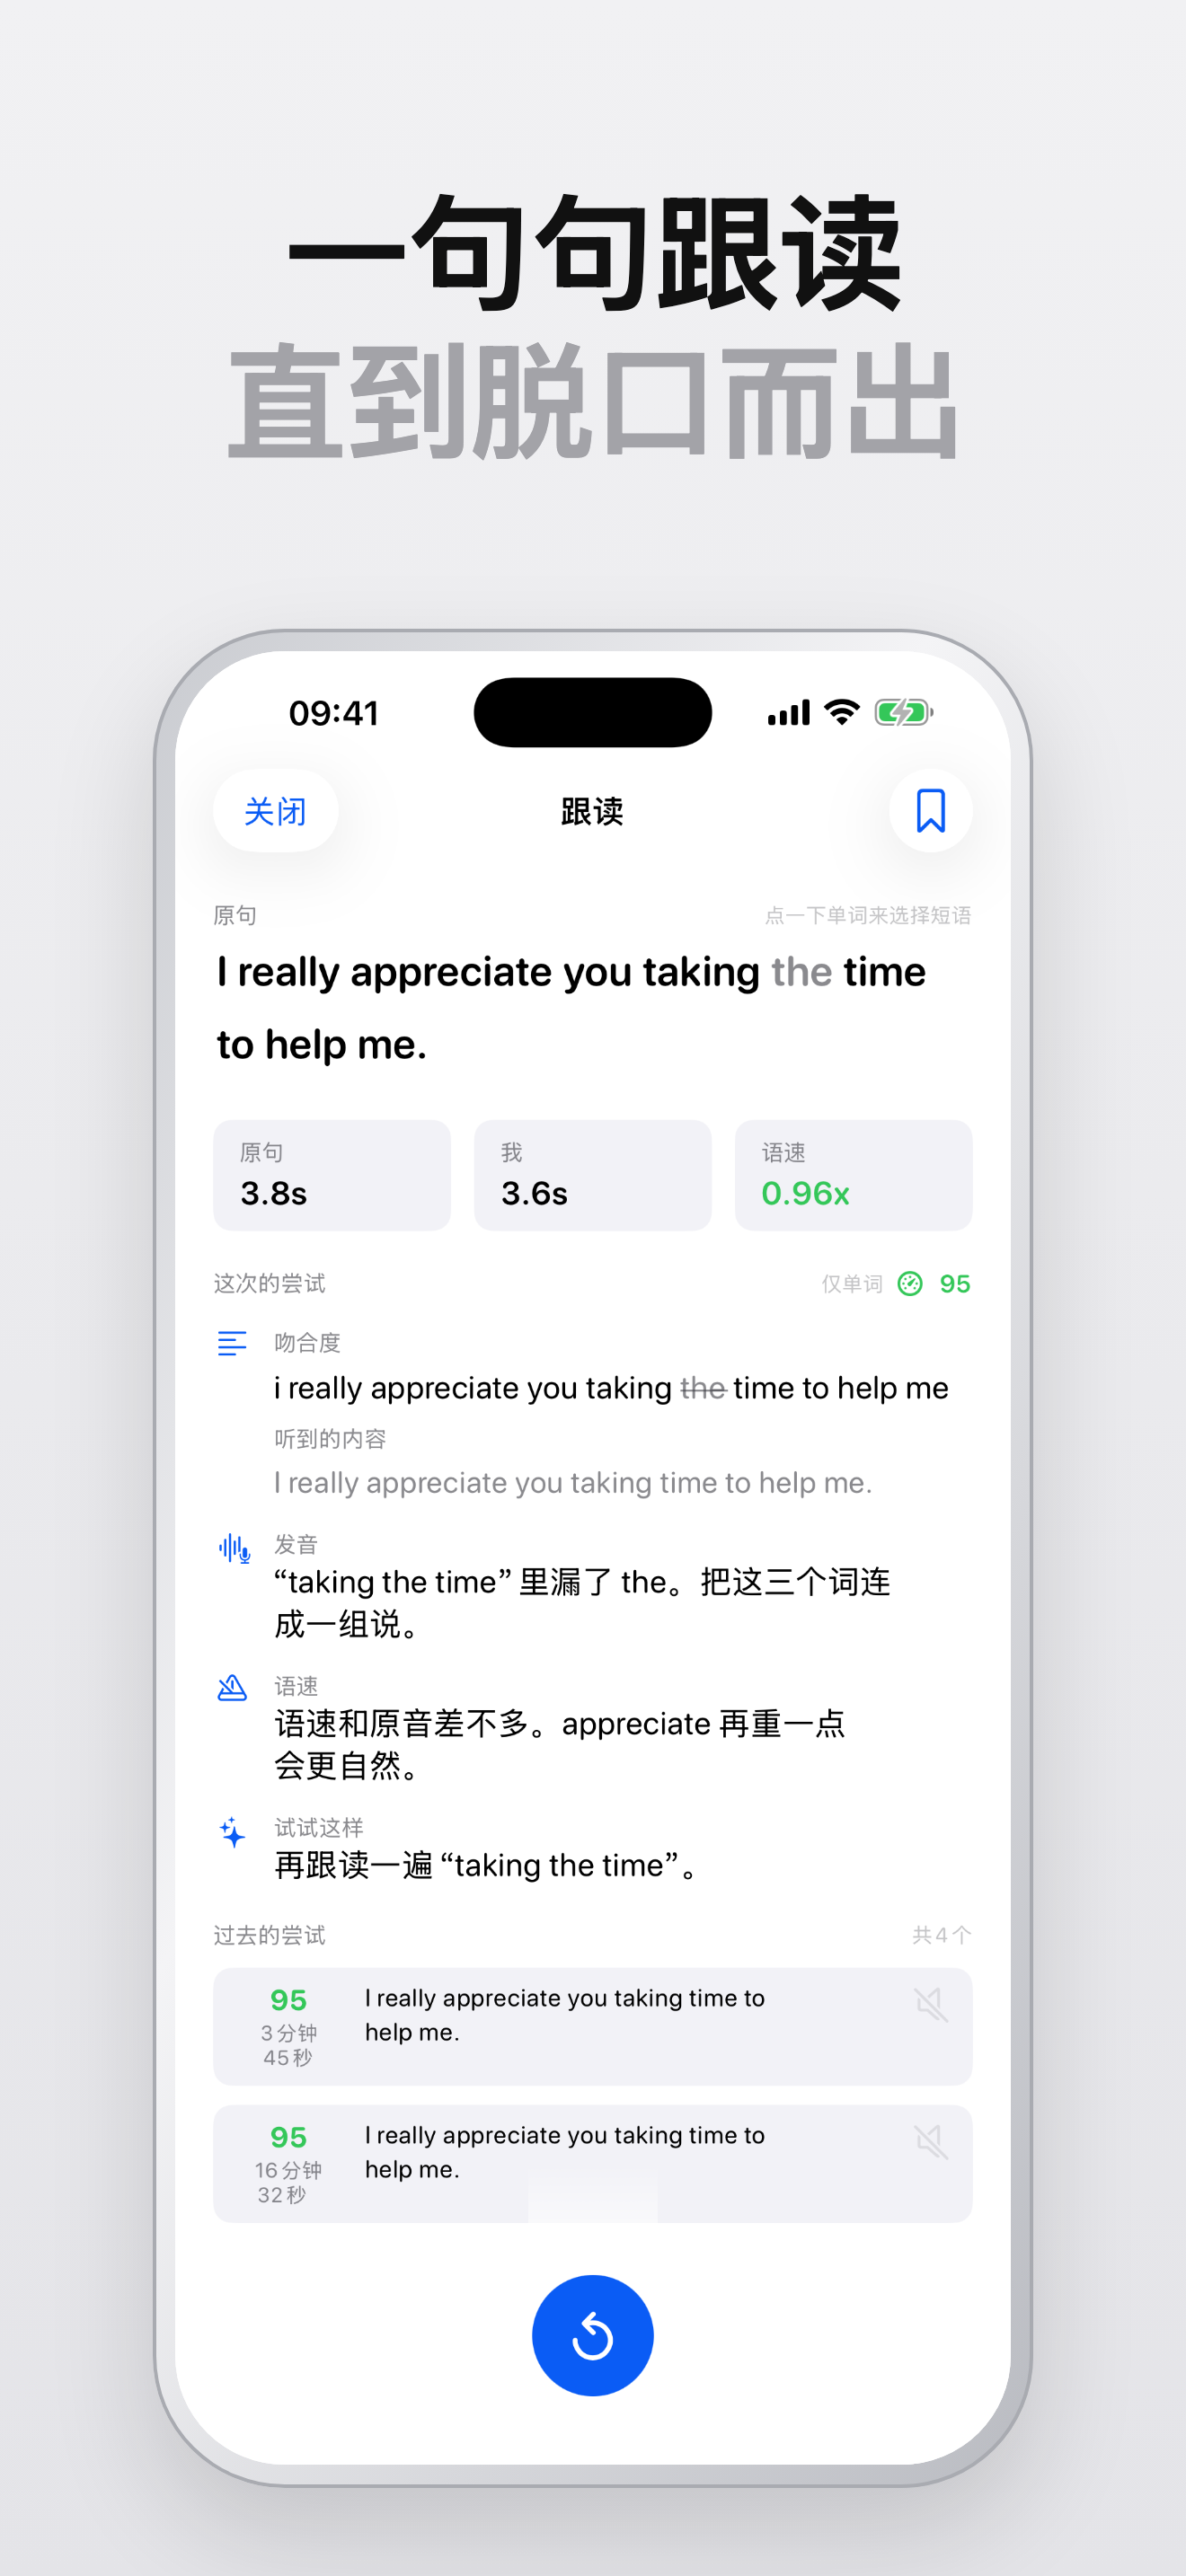 一句句跟读
直到脱口而出
09:41
关闭
跟读
原句
点一下单词来选择短语
I really appreciate you taking the time
to help me.
原句
我
语速
3.8s
3.6s
0.96x
这次的尝试
仅单词
95
吻合度
i really appreciate you taking the time to help me
听到的内容
I really appreciate you taking time to help me.
发音
“taking the time” 里漏了 the。把这三个词连
成一组说。
语速
语速和原音差不多。appreciate 再重一点
会更自然。
试试这样
再跟读一遍 “taking the time”。
过去的尝试
共4个
95
3分钟
45秒
I really appreciate you taking time to
help me.
95
16分钟
32秒
I really appreciate you taking time to
help me.